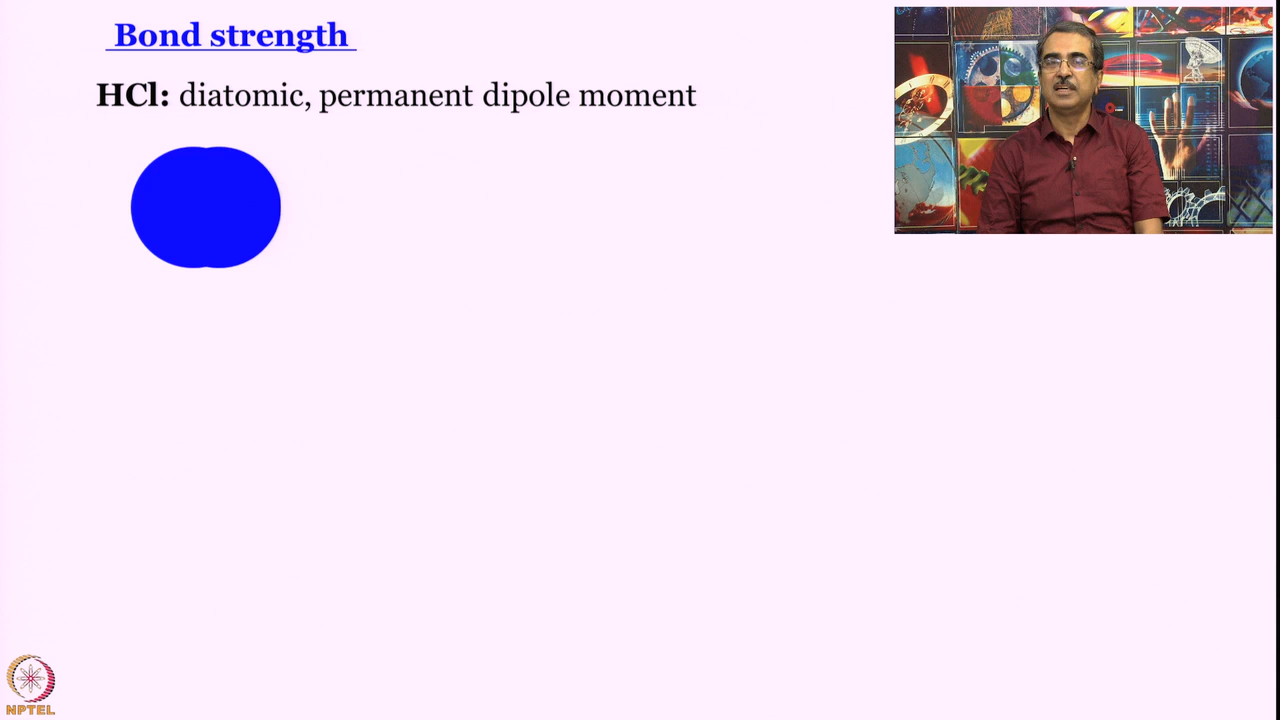 Bond strength
HCl: diatomic, permanent dipole moment
NPTEL